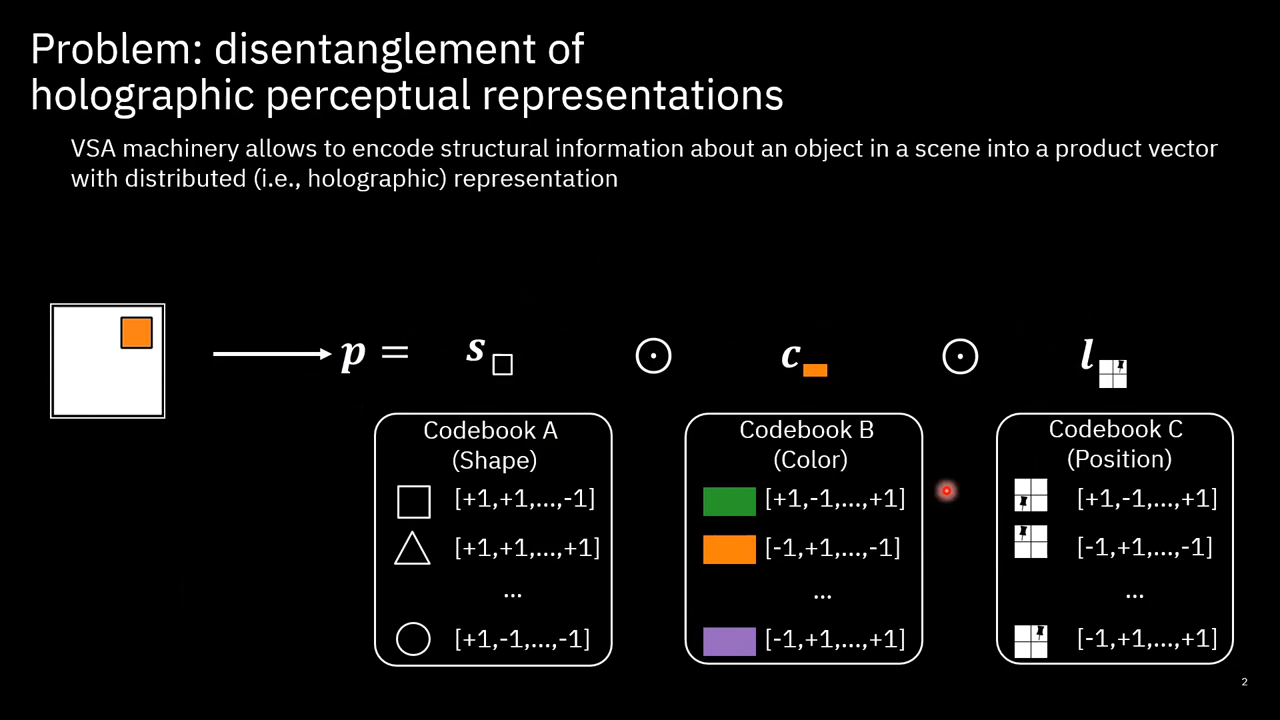 Problem: disentanglement of
holographic perceptual representations
VSA machinery allows to encode structural information about an object in a scene into a product vector
with distributed (i.e., holographic) representation
p = s ⊙ c ⊙ l
Codebook A
(Shape)
[+1,+1,...,-1]
[+1,+1,...,+1]
...
[+1,-1,...,-1]
Codebook B
(Color)
[+1,-1,...,+1]
[-1,+1,...,-1]
...
[-1,+1,...,+1]
Codebook C
(Position)
[+1,-1,...,+1]
[-1,+1,...,-1]
...
[-1,+1,...,+1]
2